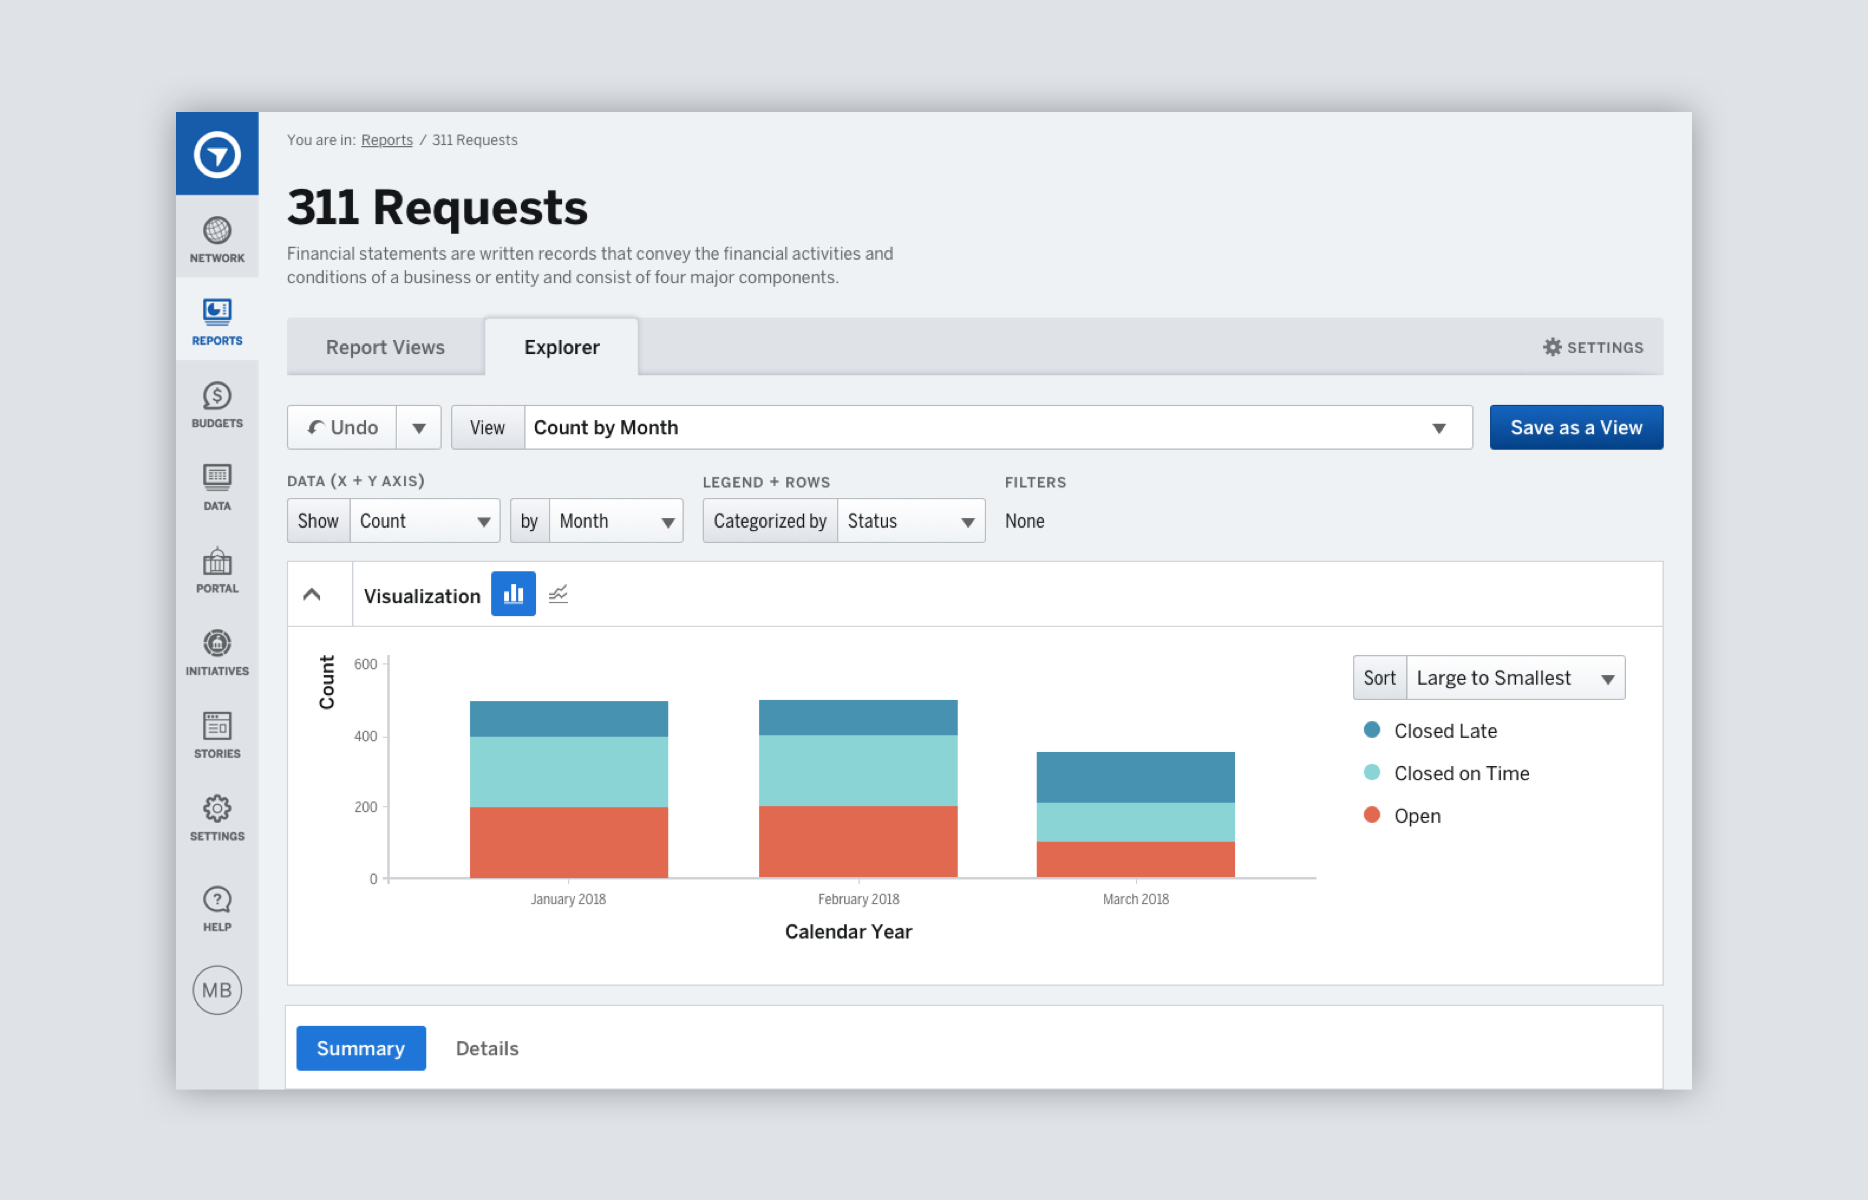 You are in: Reports / 311 Requests
311 Requests
Financial statements are written records that convey the financial activities and
conditions of a business or entity and consist of four major components.
NETWORK
REPORTS
BUDGETS
DATA
PORTAL
INITIATIVES
STORIES
SETTINGS
HELP
MB
Report Views
Explorer
SETTINGS
Undo
View
Count by Month
Save as a View
DATA (X + Y AXIS)
LEGEND + ROWS
FILTERS
Show
Count
by
Month
Categorized by
Status
None
Visualization
Count
600
400
200
0
January 2018
February 2018
March 2018
Calendar Year
Sort
Large to Smallest
Closed Late
Closed on Time
Open
Summary
Details